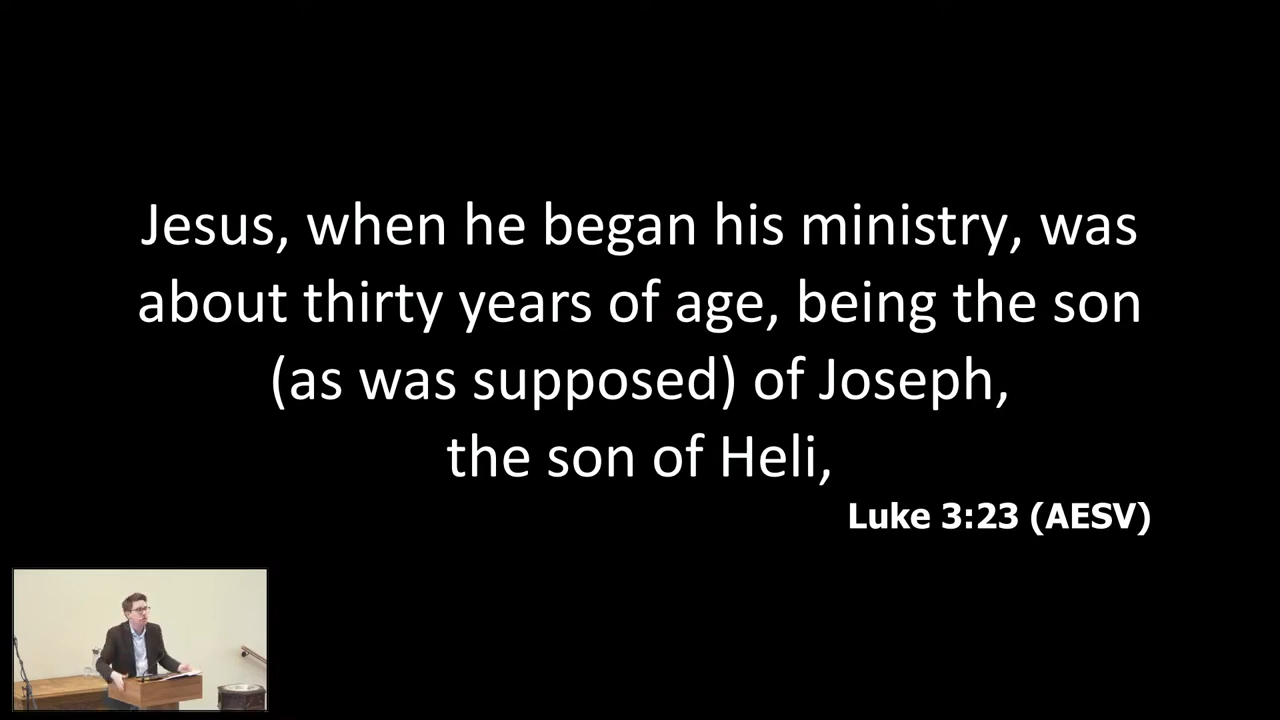 Jesus, when he began his ministry, was
about thirty years of age, being the son
(as was supposed) of Joseph,
the son of Heli,
Luke 3:23 (AESV)